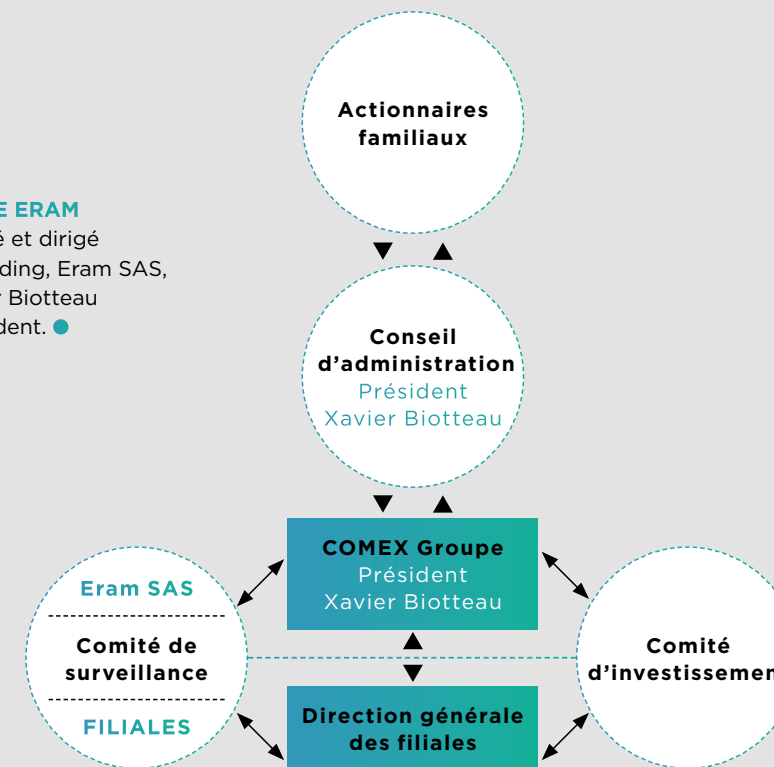 Actionnaires
familiaux
E ERAM
é et dirigé
ding, Eram SAS,
r Biotteau
dent.
Conseil
d’administration
Président
Xavier Biotteau
COMEX Groupe
Président
Xavier Biotteau
Eram SAS
Comité de
surveillance
FILIALES
Comité
d’investissemen
Direction générale
des filiales